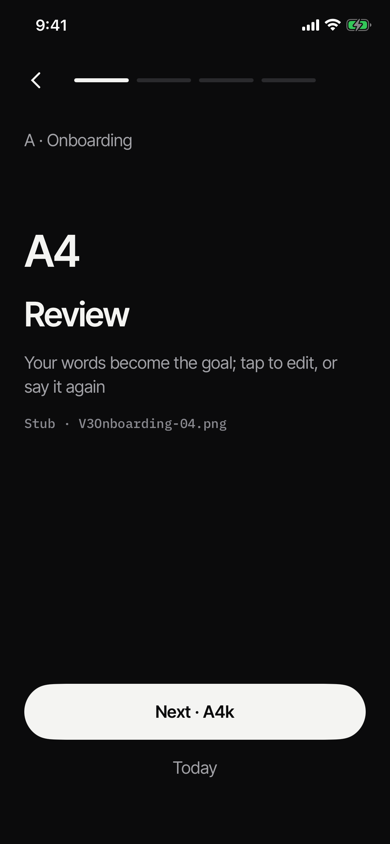 9:41
A · Onboarding
A4
Review
Your words become the goal; tap to edit, or
say it again
Stub · V3Onboarding-04.png
Next · A4k
Today